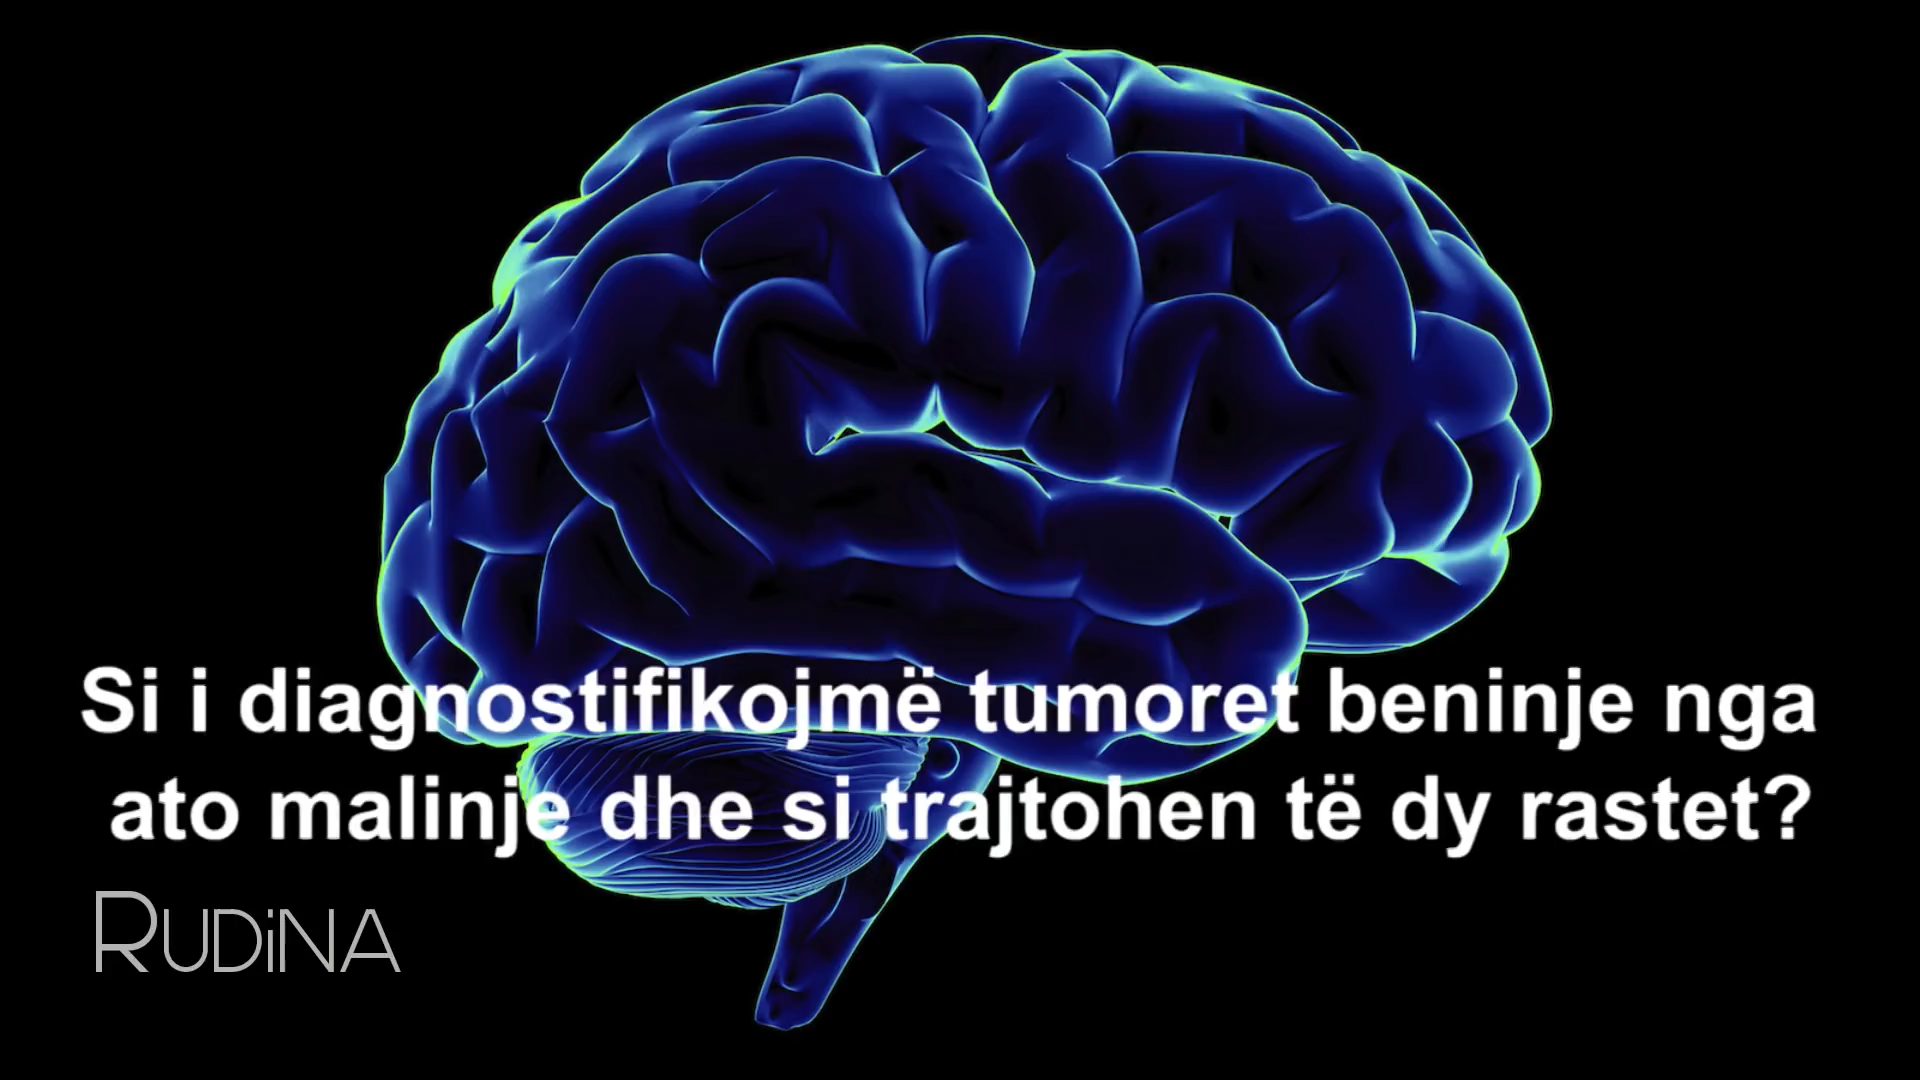 Si i diagnostifikojmë tumoret beninje nga
ato malinje dhe si trajtohen të dy rastet?
RUDiNA